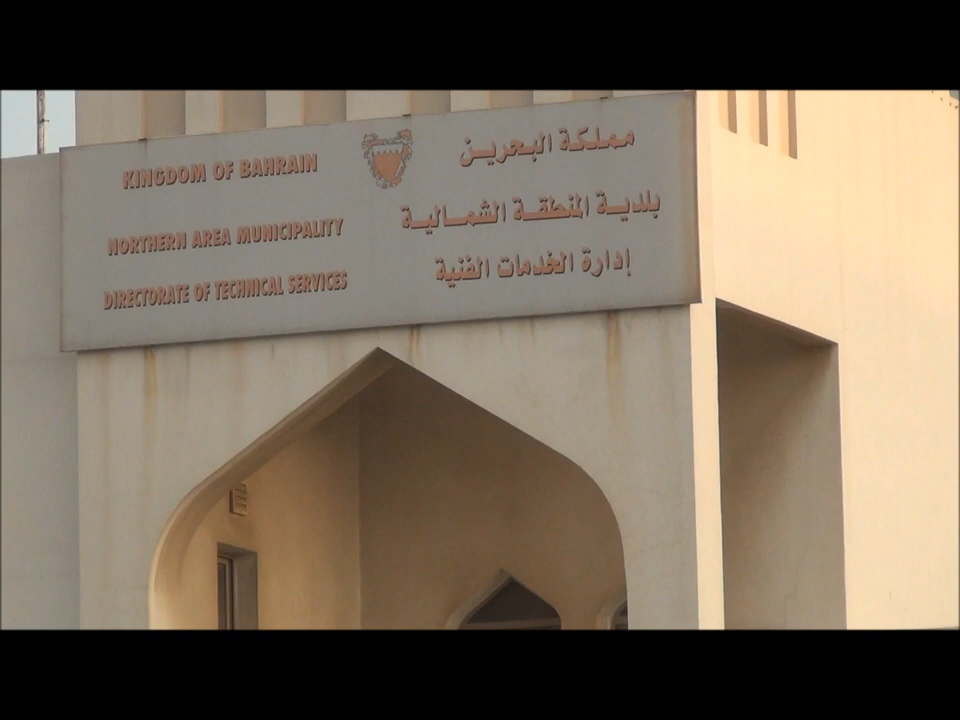 KINGDOM OF BAHRAIN
NORTHERN AREA MUNICIPALITY
DIRECTORATE OF TECHNICAL SERVICES
مملكة البحرين
بلدية المنطقة الشمالية
إدارة الخدمات الفنية